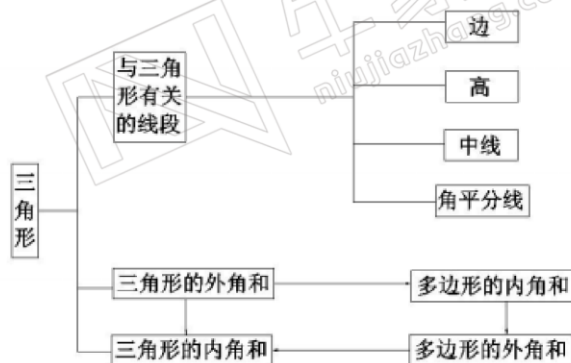 边
与三角
形有关
的线段
高
中线
三
角
形
角平分线
三角形的外角和
多边形的内角和
三角形的内角和
多边形的外角和
niujiazhang.com